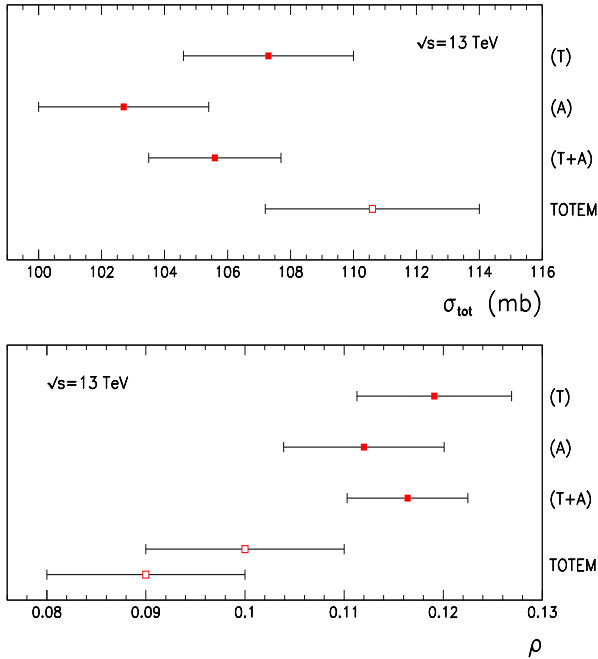 √s=13 TeV
(T)
(A)
(T+A)
TOTEM
100 102 104 106 108 110 112 114 116
σtot (mb)
√s=13 TeV
(T)
(A)
(T+A)
TOTEM
0.08 0.09 0.1 0.11 0.12 0.13
ρ